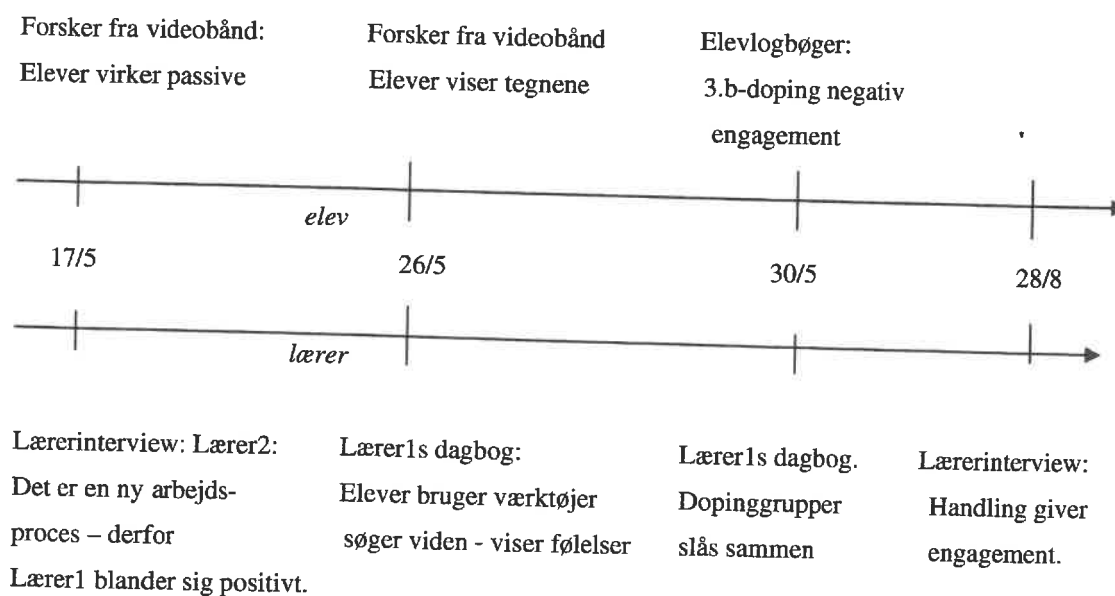 Forsker fra videobånd:
Elever virker passive
Forsker fra videobånd
Elever viser tegnene
Elevlogbøger:
3.b-doping negativ
engagement
elev
17/5
26/5
30/5
28/8
lærer
Lærerinterview: Lærer2:
Det er en ny arbejds-
proces – derfor
Lærer1 blander sig positivt.
Lærer1s dagbog:
Elever bruger værktøjer
søger viden - viser følelser
Lærer1s dagbog.
Dopinggrupper
slås sammen
Lærerinterview:
Handling giver
engagement.